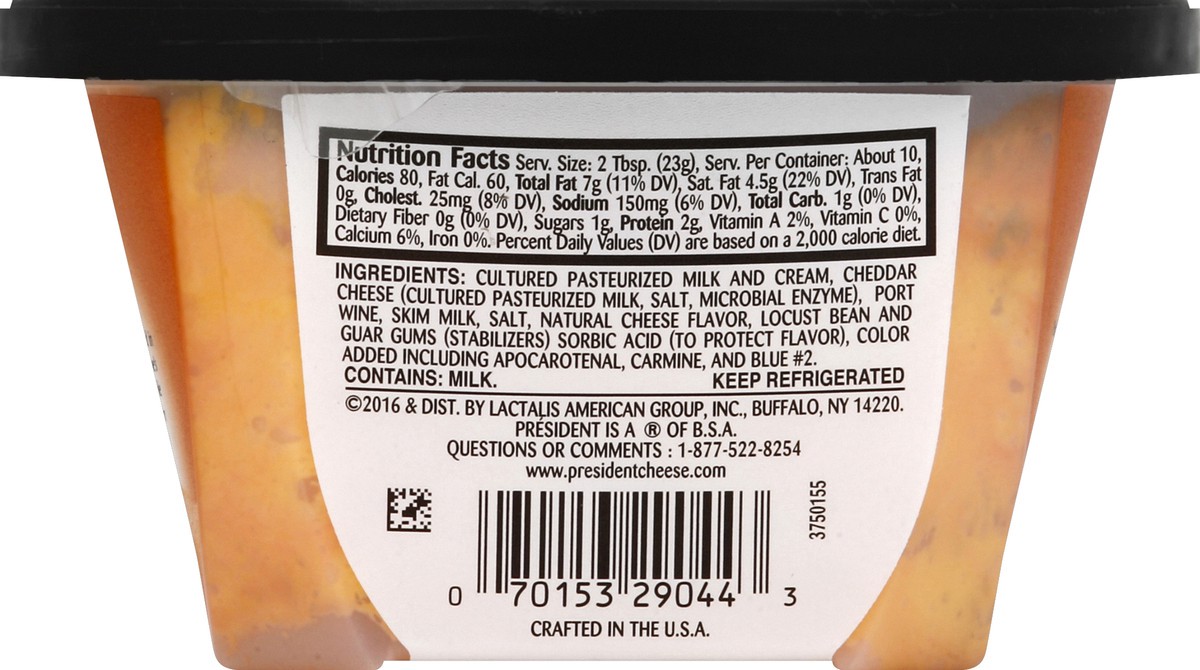 Nutrition Facts Serv. Size: 2 Tbsp. (23g), Serv. Per Container: About 10,
Calories 80, Fat Cal. 60, Total Fat 7g (11% DV), Sat. Fat 4.5g (22% DV), Trans Fat
0g, Cholest. 25mg (8% DV), Sodium 150mg (6% DV), Total Carb. 1g (0% DV),
Dietary Fiber 0g (0% DV), Sugars 1g, Protein 2g, Vitamin A 2%, Vitamin C 0%,
Calcium 6%, Iron 0%. Percent Daily Values (DV) are based on a 2,000 calorie diet.
INGREDIENTS: CULTURED PASTEURIZED MILK AND CREAM, CHEDDAR
CHEESE (CULTURED PASTEURIZED MILK, SALT, MICROBIAL ENZYME), PORT
WINE, SKIM MILK, SALT, NATURAL CHEESE FLAVOR, LOCUST BEAN AND
GUAR GUMS (STABILIZERS) SORBIC ACID (TO PROTECT FLAVOR), COLOR
ADDED INCLUDING APOCAROTENAL, CARMINE, AND BLUE #2.
CONTAINS: MILK. KEEP REFRIGERATED
©2016 & DIST. BY LACTALIS AMERICAN GROUP, INC., BUFFALO, NY 14220.
PRÉSIDENT IS A ® OF B.S.A.
QUESTIONS OR COMMENTS : 1-877-522-8254
www.presidentcheese.com
3750155
0 70153 29044 3
CRAFTED IN THE U.S.A.